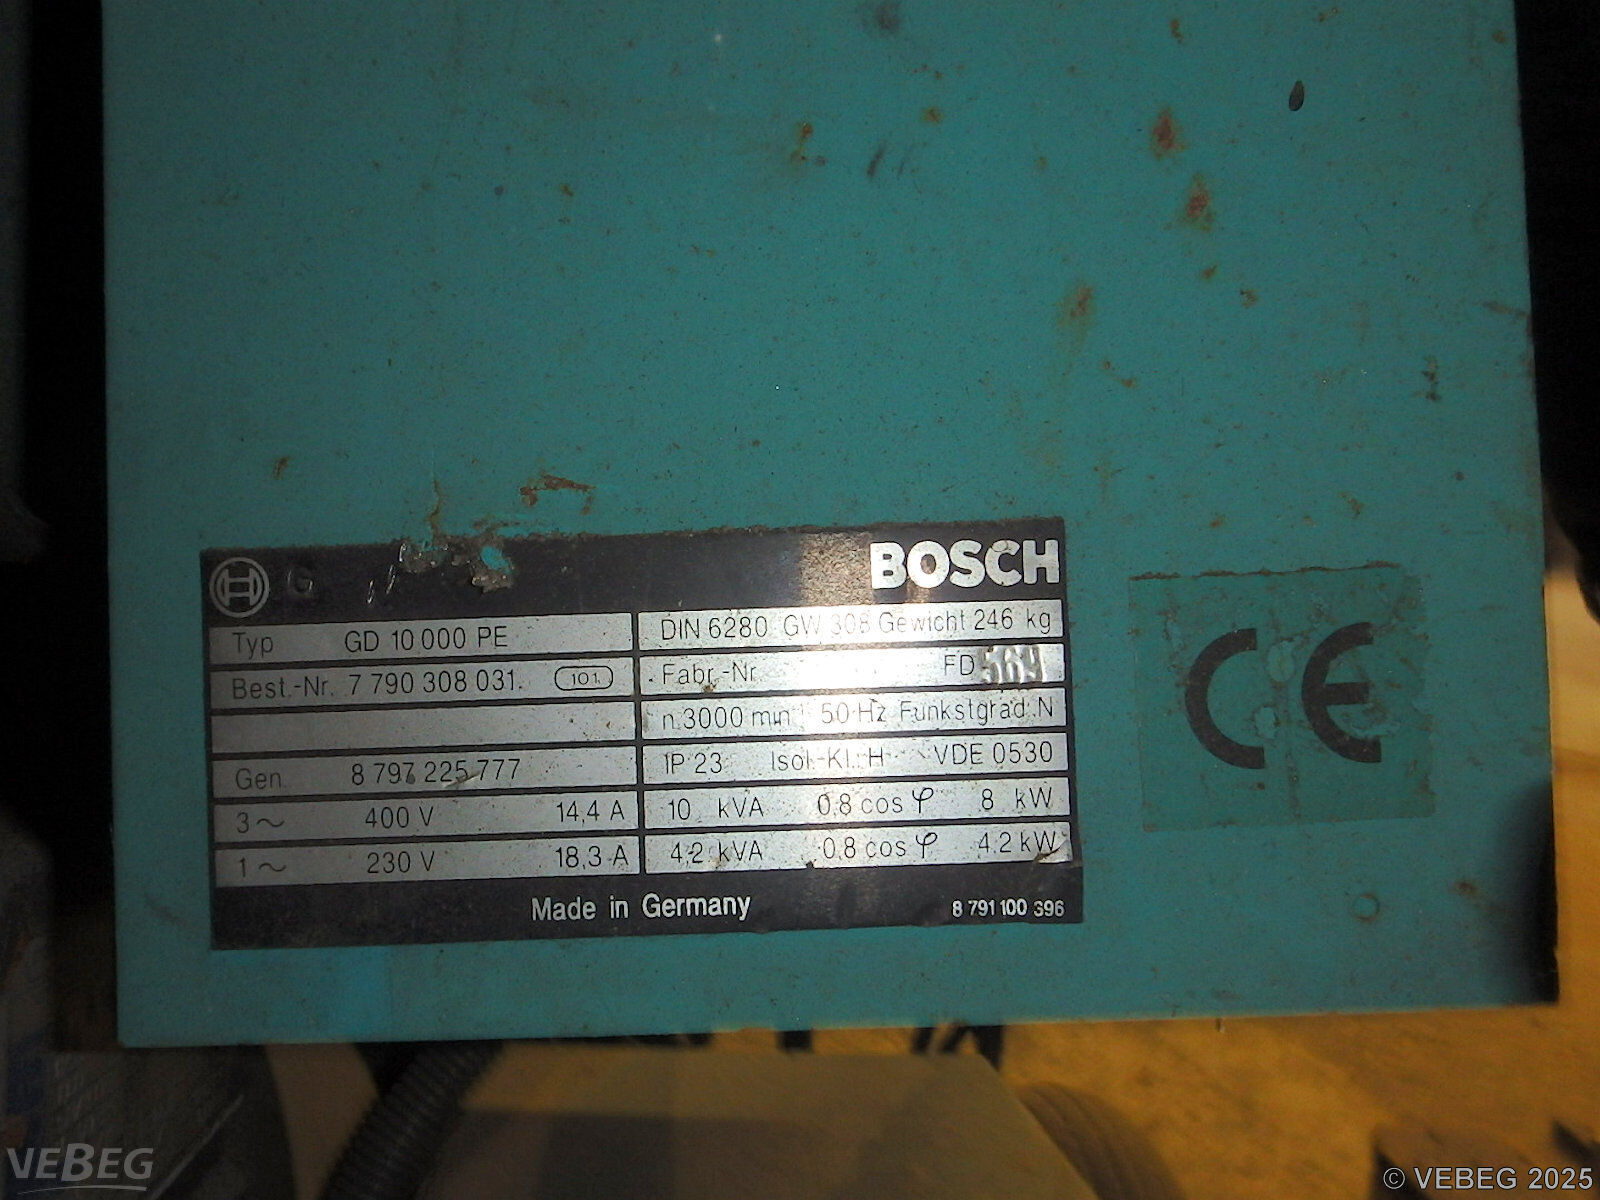 BOSCH
Typ GD 10 000 PE
Best.-Nr. 7 790 308 031. 101
Gen. 8 797 225 777
3~ 400 V 14,4 A
1~ 230 V 18,3 A
DIN 6280 GW 308 Gewicht 246 kg
Fabr.-Nr. FD 569
n.3000 min 50 Hz Funkstgrad.N
IP 23 Isol.-Kl. H VDE 0530
10 kVA 0.8 cos φ 8 kW
4.2 kVA 0.8 cos φ 4.2 kW
Made in Germany
8 791 100 396
CE
VEBEG
© VEBEG 2025